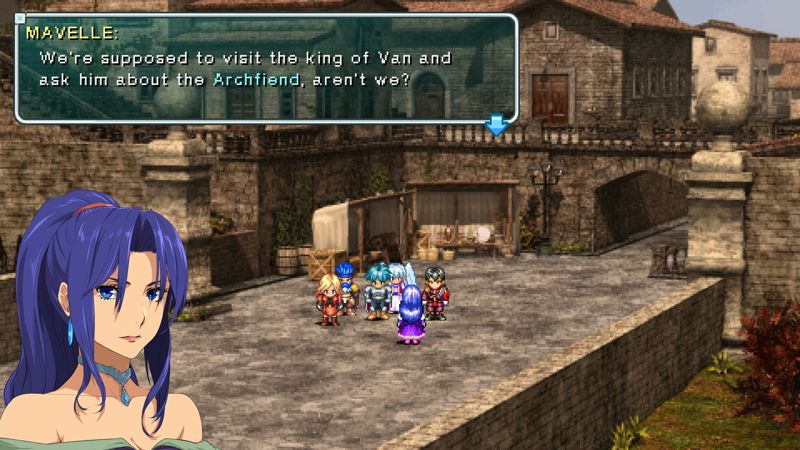 MAVELLE:
We're supposed to visit the king of Van and
ask him about the Archfiend, aren't we?